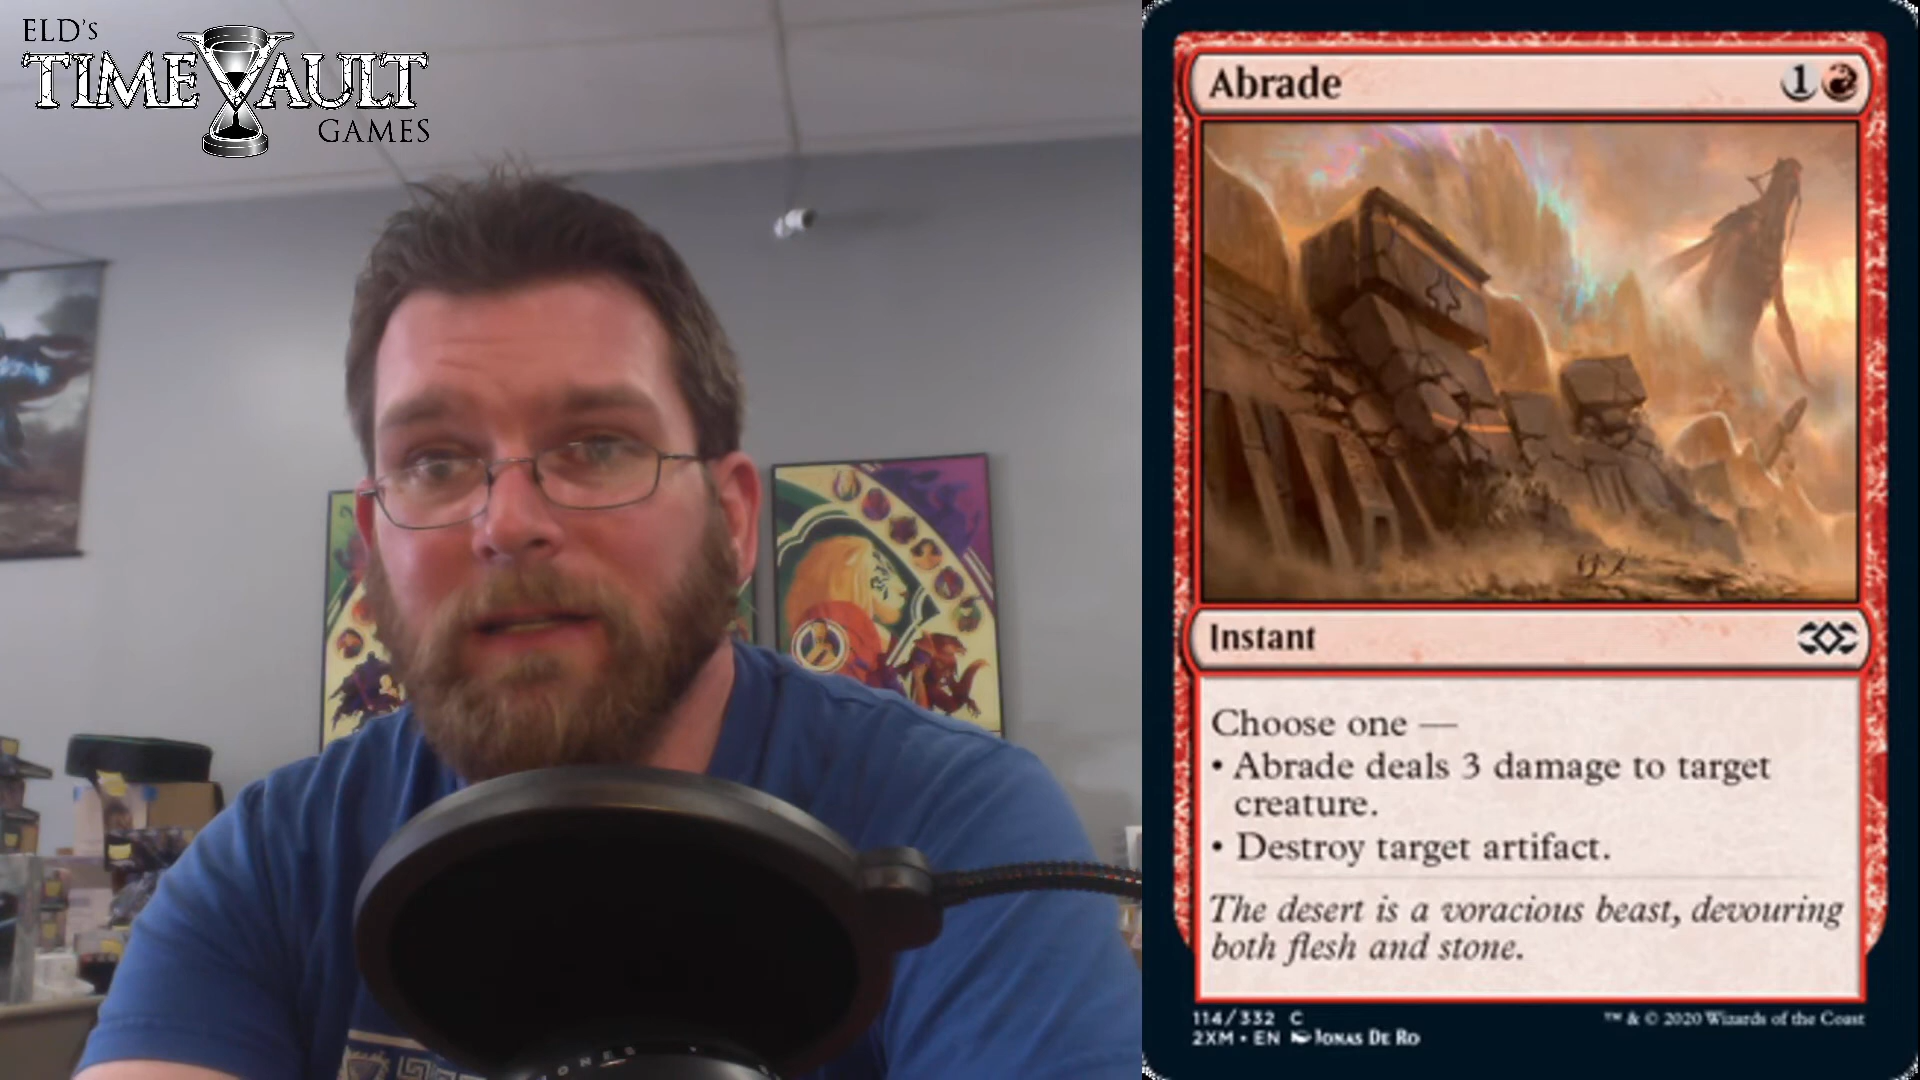 ELD'S
TIME VAULT
GAMES
Abrade
1
Instant
Choose one —
• Abrade deals 3 damage to target
creature.
• Destroy target artifact.
The desert is a voracious beast, devouring
both flesh and stone.
114/332 C
2XM • EN JONAS DE RO
™ & © 2020 Wizards of the Coast
ONES